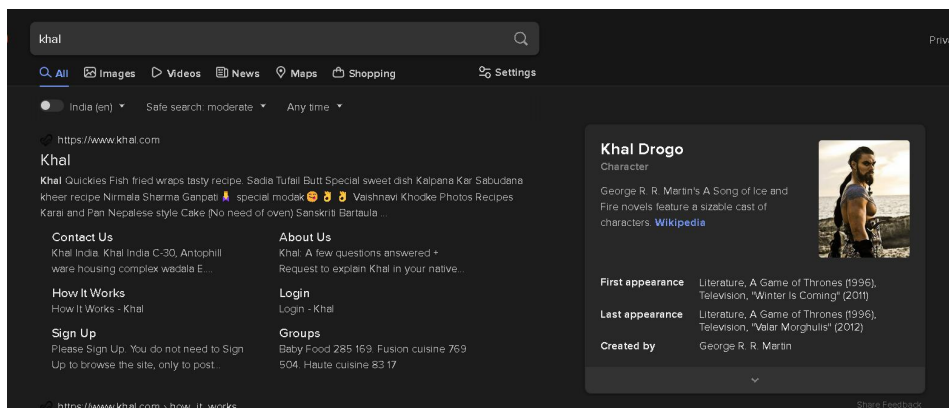 khal
Priv
All Images Videos News Maps Shopping Settings
India (en) Safe search: moderate Any time
https://www.khal.com
Khal
Khal Quickies Fish fried wraps tasty recipe. Sadia Tufail Butt Special sweet dish Kalpana Kar Sabudana
kheer recipe Nirmala Sharma Ganpati special modak 😋 👌 👌 Vaishnavi Khodke Photos Recipes
Karai and Pan Nepalese style Cake (No need of oven) Sanskriti Bartaula ...
Contact Us
Khal India. Khal India C-30, Antophill
ware housing complex wadala E....
About Us
Khal: A few questions answered +
Request to explain Khal in your native...
How It Works
How It Works - Khal
Login
Login - Khal
Sign Up
Please Sign Up. You do not need to Sign
Up to browse the site, only to post...
Groups
Baby Food 285 169. Fusion cuisine 769
504. Haute cuisine 83 17
https://www.khal.com › how_it_works
Khal Drogo
Character
George R. R. Martin's A Song of Ice and
Fire novels feature a sizable cast of
characters. Wikipedia
First appearance Literature, A Game of Thrones (1996),
Television, "Winter Is Coming" (2011)
Last appearance Literature, A Game of Thrones (1996),
Television, "Valar Morghulis" (2012)
Created by George R. R. Martin
Share Feedback